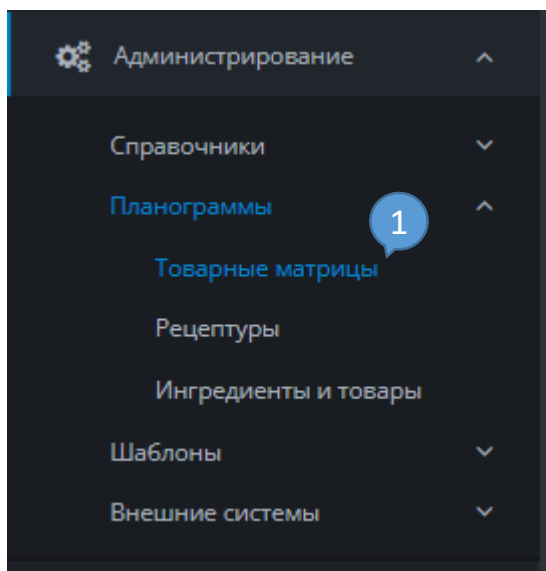 Администрирование
Справочники
Планограммы
1
Товарные матрицы
Рецептуры
Ингредиенты и товары
Шаблоны
Внешние системы